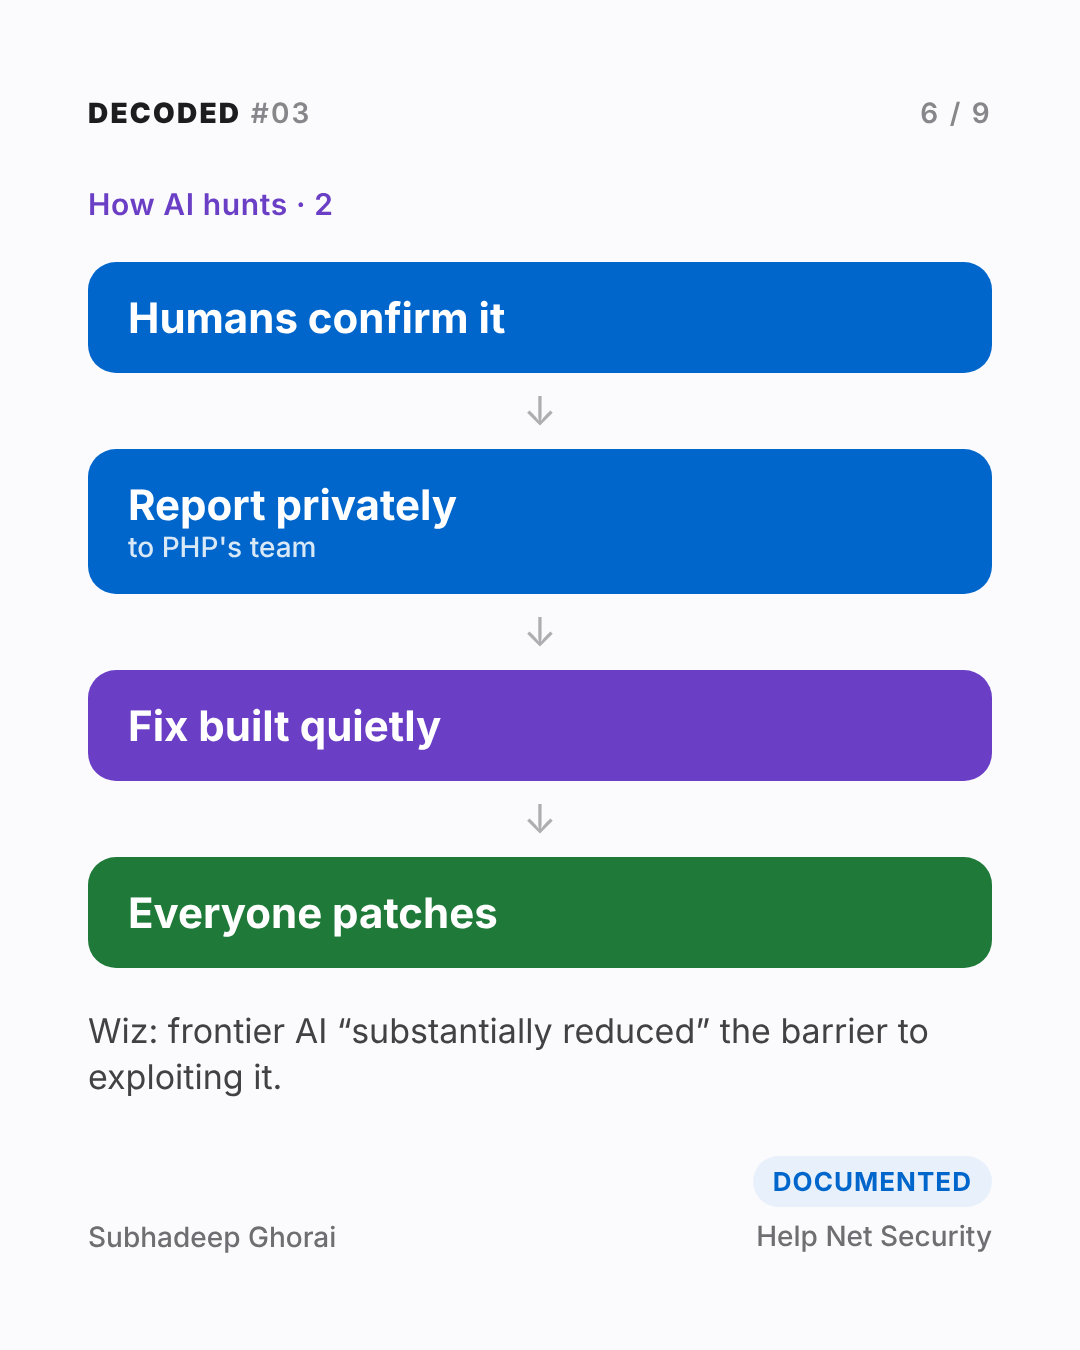 DECODED #03
6 / 9
How AI hunts · 2
Humans confirm it
↓
Report privately
to PHP's team
↓
Fix built quietly
↓
Everyone patches
Wiz: frontier AI “substantially reduced” the barrier to
exploiting it.
DOCUMENTED
Subhadeep Ghorai
Help Net Security